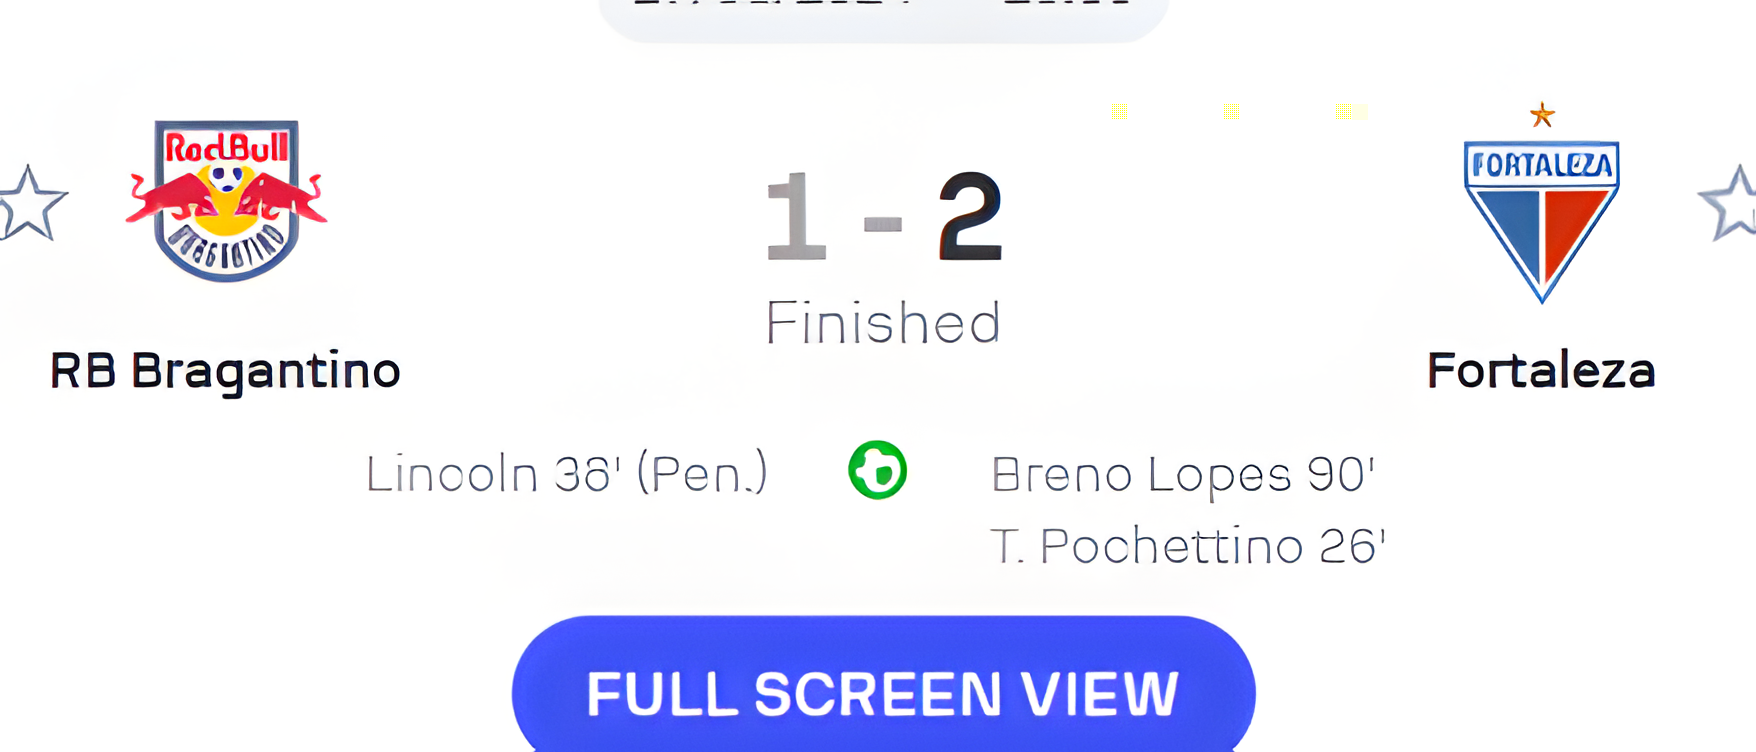 RedBull
BRAGANTINO
FORTALEZA
1 - 2
Finished
RB Bragantino
Fortaleza
Lincoln 38' (Pen.)
Breno Lopes 90'
T. Pochettino 26'
FULL SCREEN VIEW